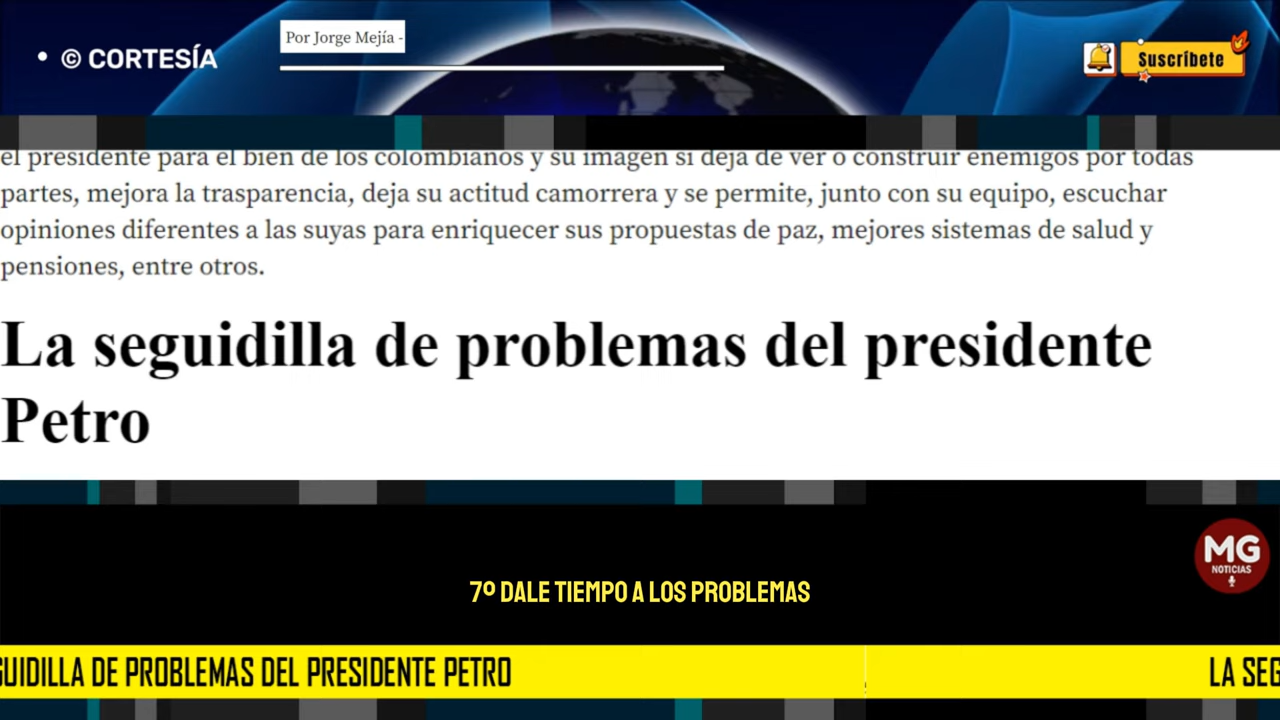 • © CORTESÍA
Por Jorge Mejía -
Suscríbete
el presidente para el bien de los colombianos y su imagen si deja de ver o construir enemigos por todas
partes, mejora la trasparencia, deja su actitud camorrera y se permite, junto con su equipo, escuchar
opiniones diferentes a las suyas para enriquecer sus propuestas de paz, mejores sistemas de salud y
pensiones, entre otros.
La seguidilla de problemas del presidente
Petro
MG
NOTICIAS
7º DALE TIEMPO A LOS PROBLEMAS
GUIDILLA DE PROBLEMAS DEL PRESIDENTE PETRO
LA SEG